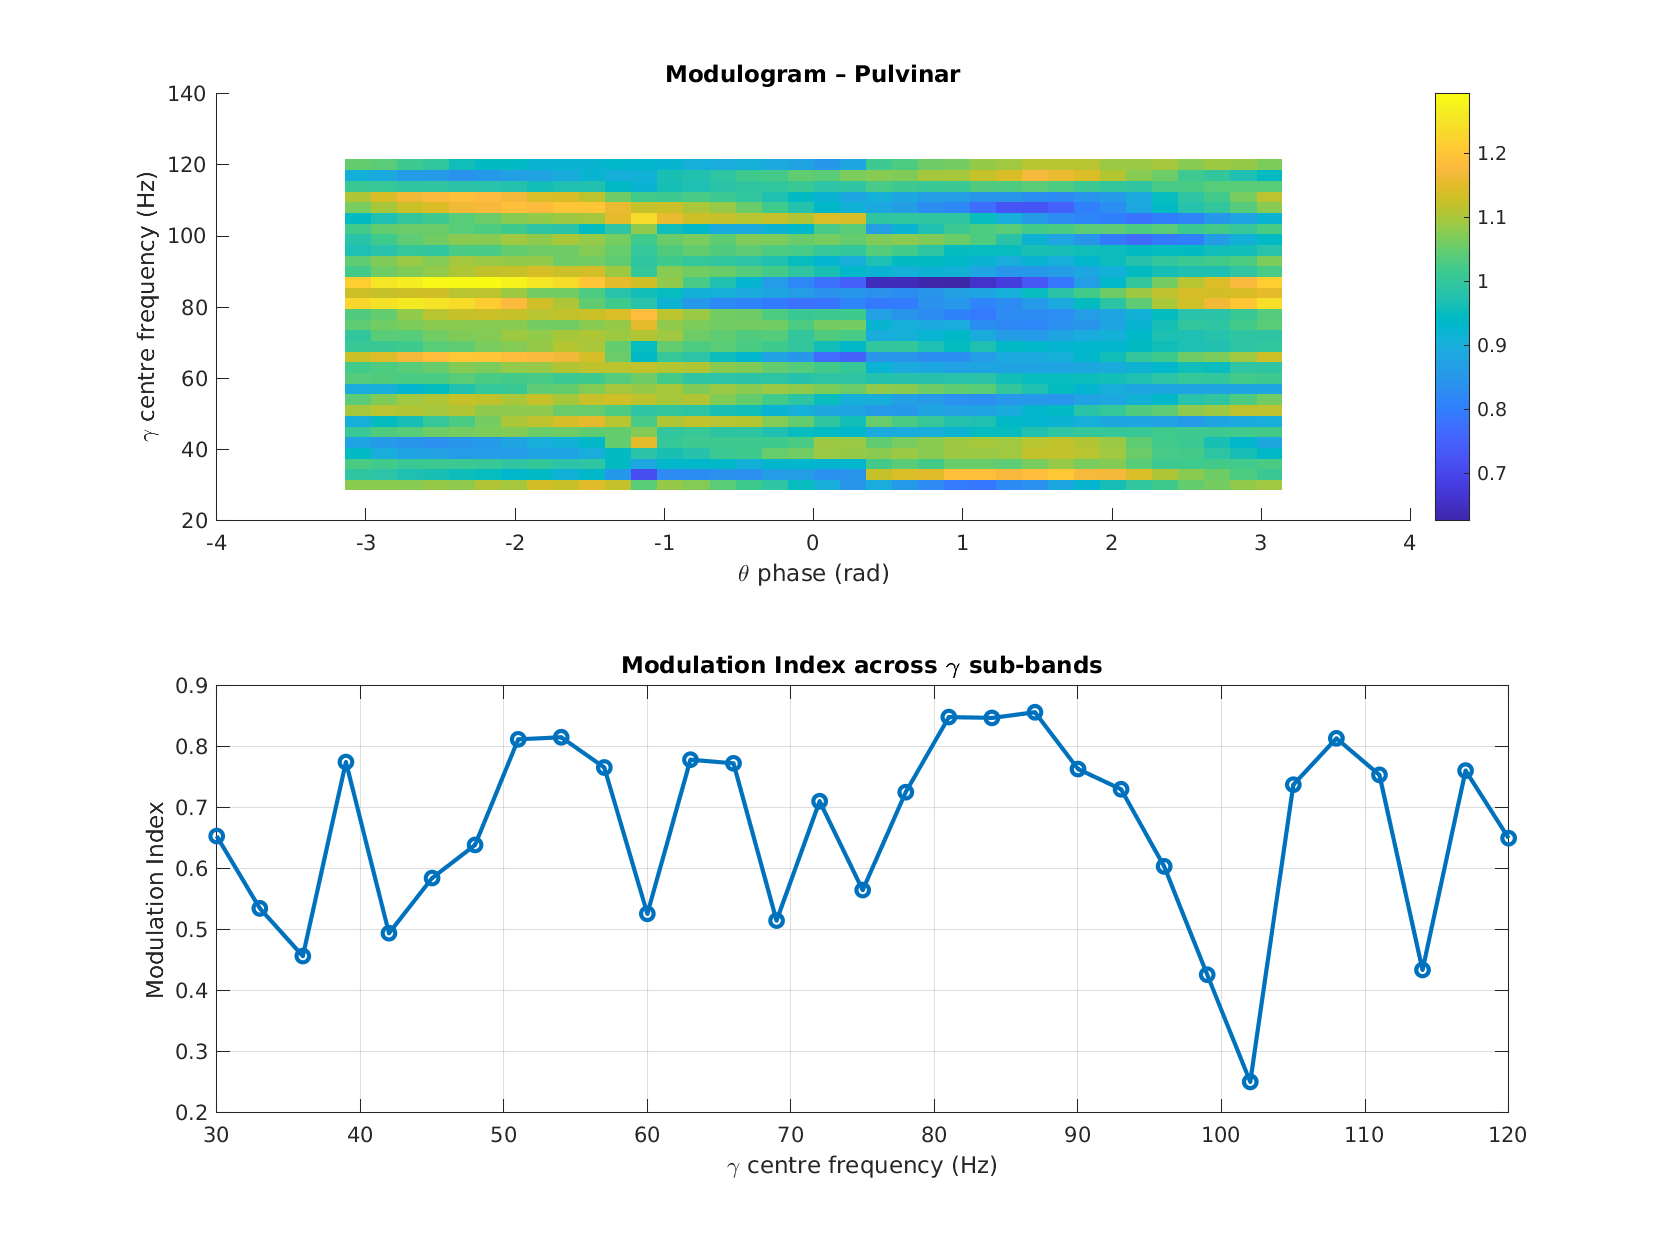 Modulogram – Pulvinar
140
120
100
80
60
40
20
γ centre frequency (Hz)
-4 -3 -2 -1 0 1 2 3 4
θ phase (rad)
1.2
1.1
1
0.9
0.8
0.7
Modulation Index across γ sub-bands
0.9
0.8
0.7
0.6
0.5
0.4
0.3
0.2
Modulation Index
30 40 50 60 70 80 90 100 110 120
γ centre frequency (Hz)